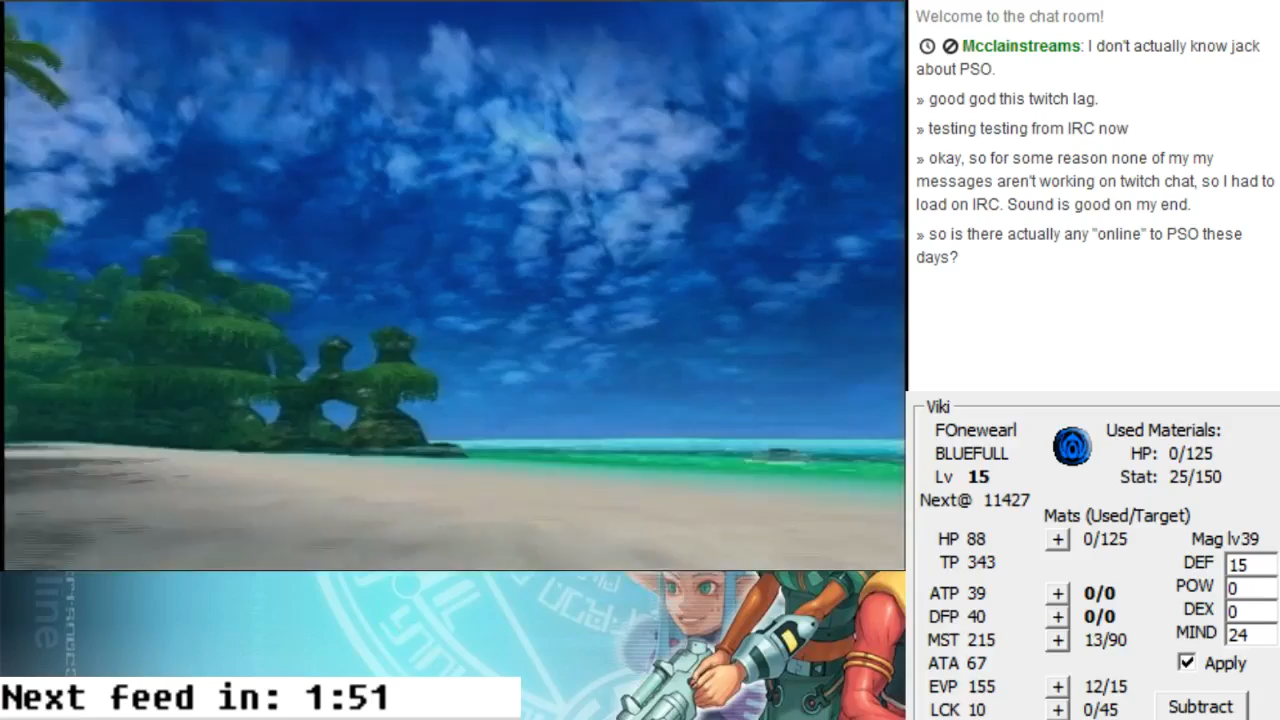 Welcome to the chat room!
Mcclainstreams: I don't actually know jack
about PSO.
» good god this twitch lag.
» testing testing from IRC now
» okay, so for some reason none of my my
messages aren't working on twitch chat, so I had to
load on IRC. Sound is good on my end.
» so is there actually any "online" to PSO these
days?
Viki
FOnewearl
BLUEFULL
Lv 15
Next@ 11427
Used Materials:
HP: 0/125
Stat: 25/150
Mats (Used/Target)
HP 88 + 0/125
TP 343
ATP 39 + 0/0
DFP 40 + 0/0
MST 215 + 13/90
ATA 67
EVP 155 + 12/15
LCK 10 + 0/45
Mag lv39
DEF 15
POW 0
DEX 0
MIND 24
Apply
Subtract
line
Next feed in: 1:51